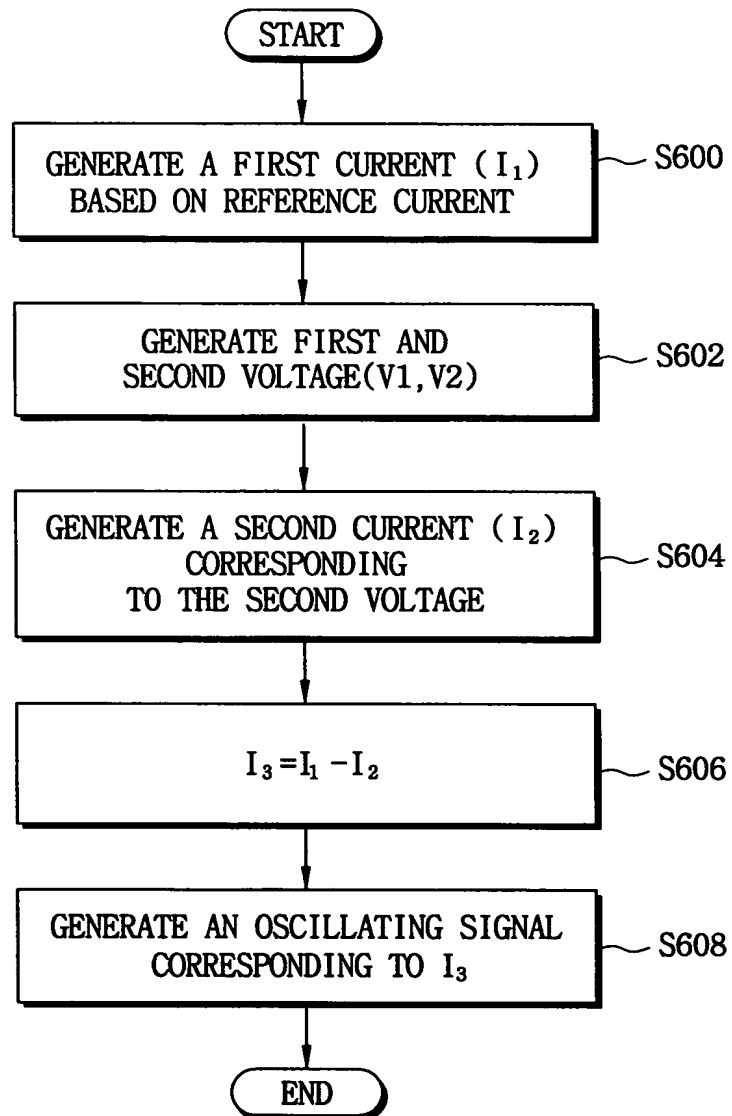 START
GENERATE A FIRST CURRENT (I₁)
BASED ON REFERENCE CURRENT
S600
GENERATE FIRST AND
SECOND VOLTAGE(V1,V2)
S602
GENERATE A SECOND CURRENT (I₂)
CORRESPONDING
TO THE SECOND VOLTAGE
S604
I₃=I₁-I₂
S606
GENERATE AN OSCILLATING SIGNAL
CORRESPONDING TO I₃
S608
END